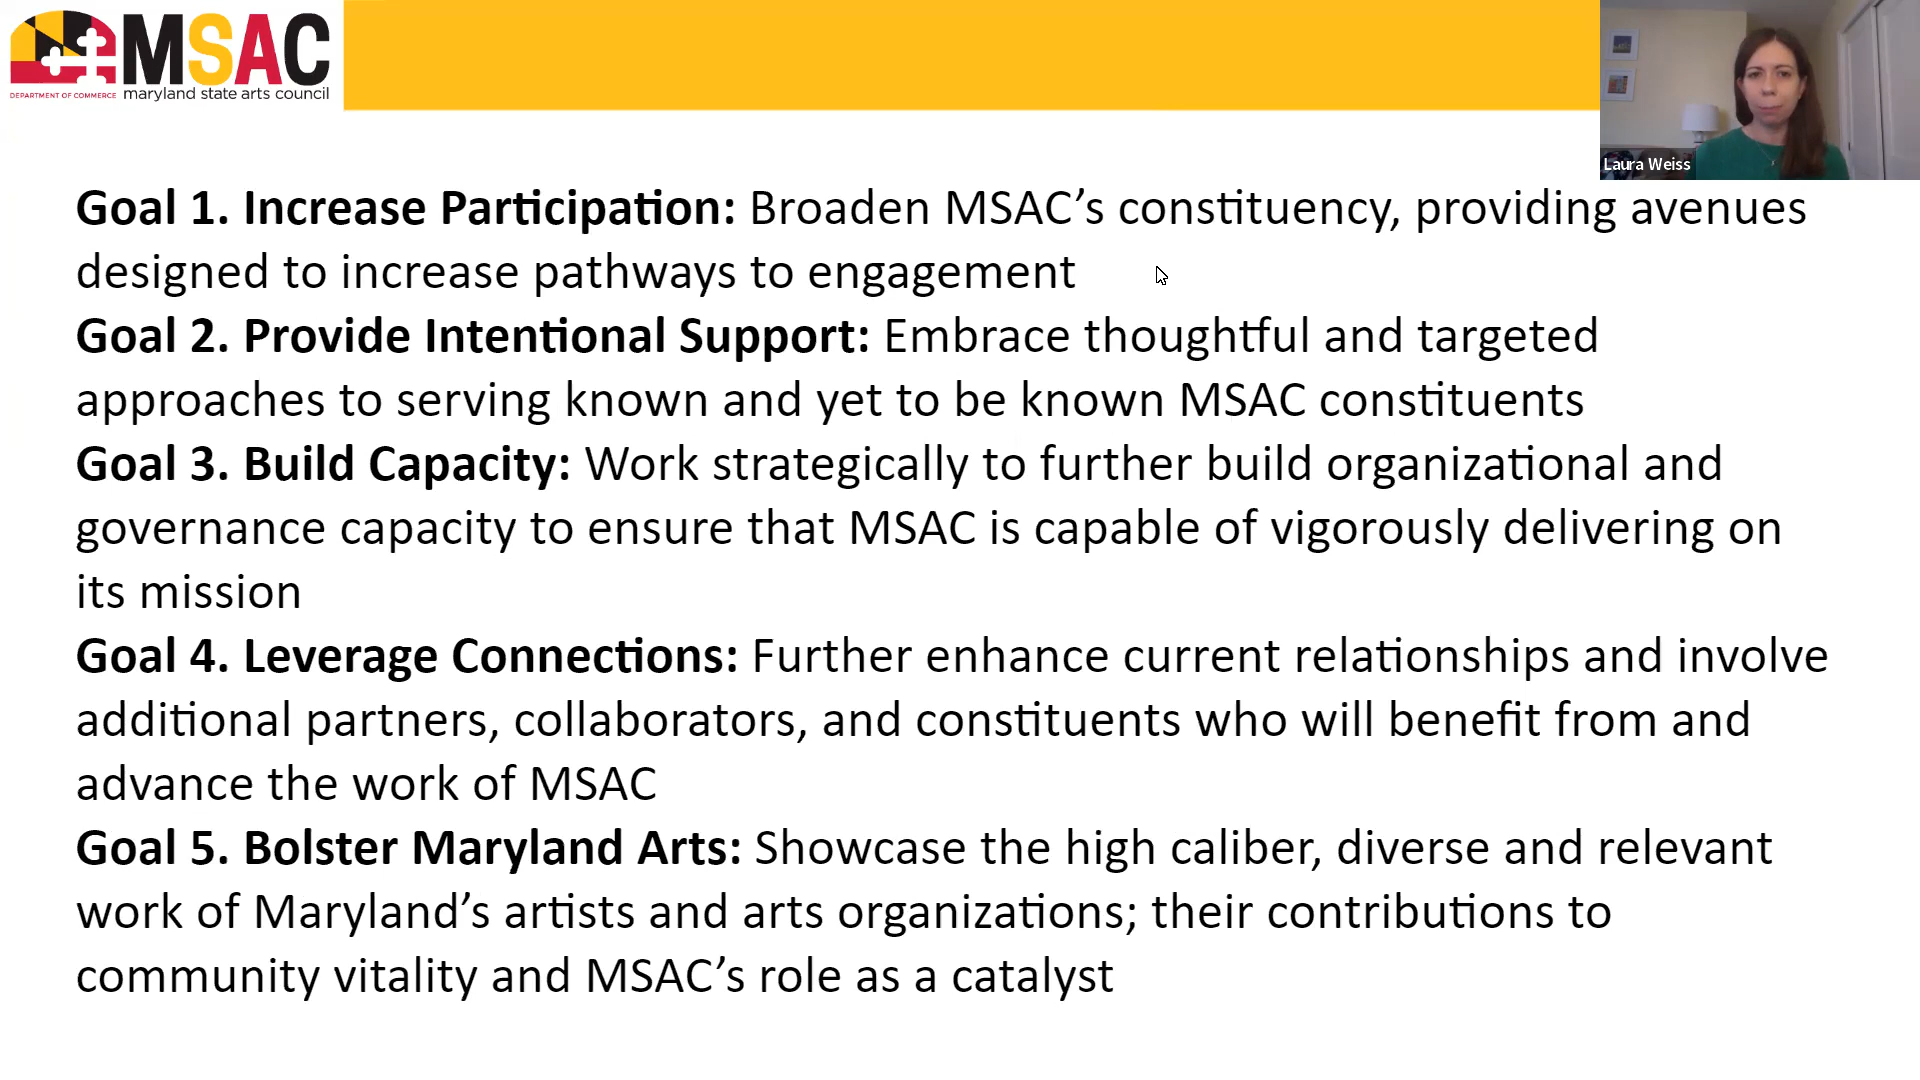 MSAC
DEPARTMENT OF COMMERCE maryland state arts council
Laura Weiss
Goal 1. Increase Participation: Broaden MSAC’s constituency, providing avenues
designed to increase pathways to engagement
Goal 2. Provide Intentional Support: Embrace thoughtful and targeted
approaches to serving known and yet to be known MSAC constituents
Goal 3. Build Capacity: Work strategically to further build organizational and
governance capacity to ensure that MSAC is capable of vigorously delivering on
its mission
Goal 4. Leverage Connections: Further enhance current relationships and involve
additional partners, collaborators, and constituents who will benefit from and
advance the work of MSAC
Goal 5. Bolster Maryland Arts: Showcase the high caliber, diverse and relevant
work of Maryland’s artists and arts organizations; their contributions to
community vitality and MSAC’s role as a catalyst